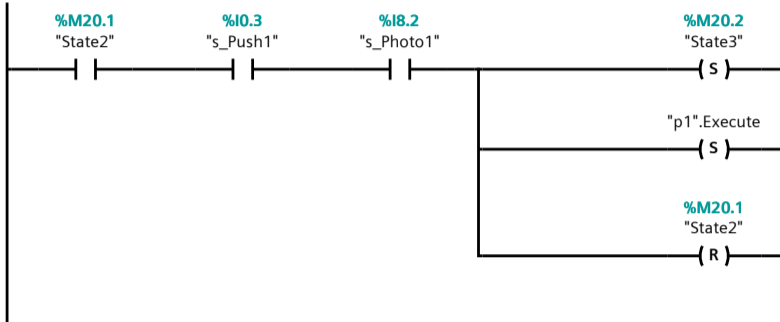 %M20.1
"State2"
%I0.3
"s_Push1"
%I8.2
"s_Photo1"
%M20.2
"State3"
S
"p1".Execute
S
%M20.1
"State2"
R